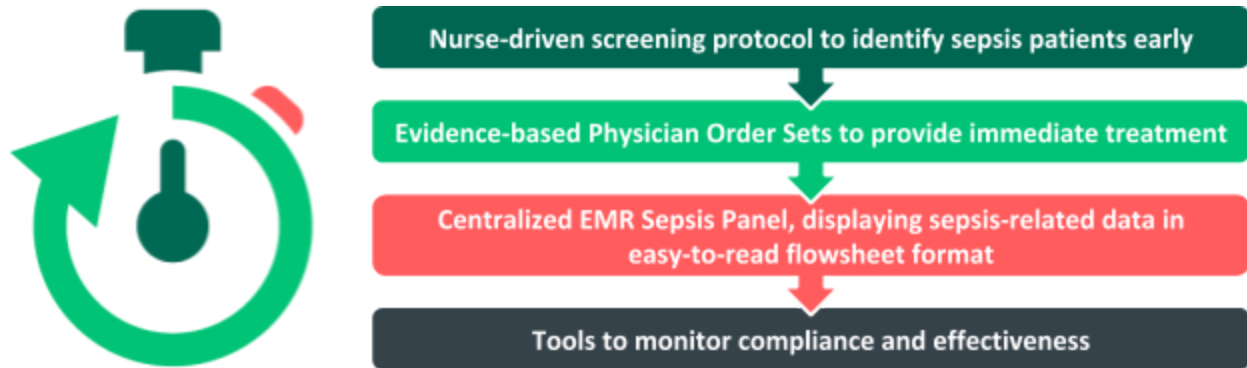 Nurse-driven screening protocol to identify sepsis patients early
Evidence-based Physician Order Sets to provide immediate treatment
Centralized EMR Sepsis Panel, displaying sepsis-related data in
easy-to-read flowsheet format
Tools to monitor compliance and effectiveness